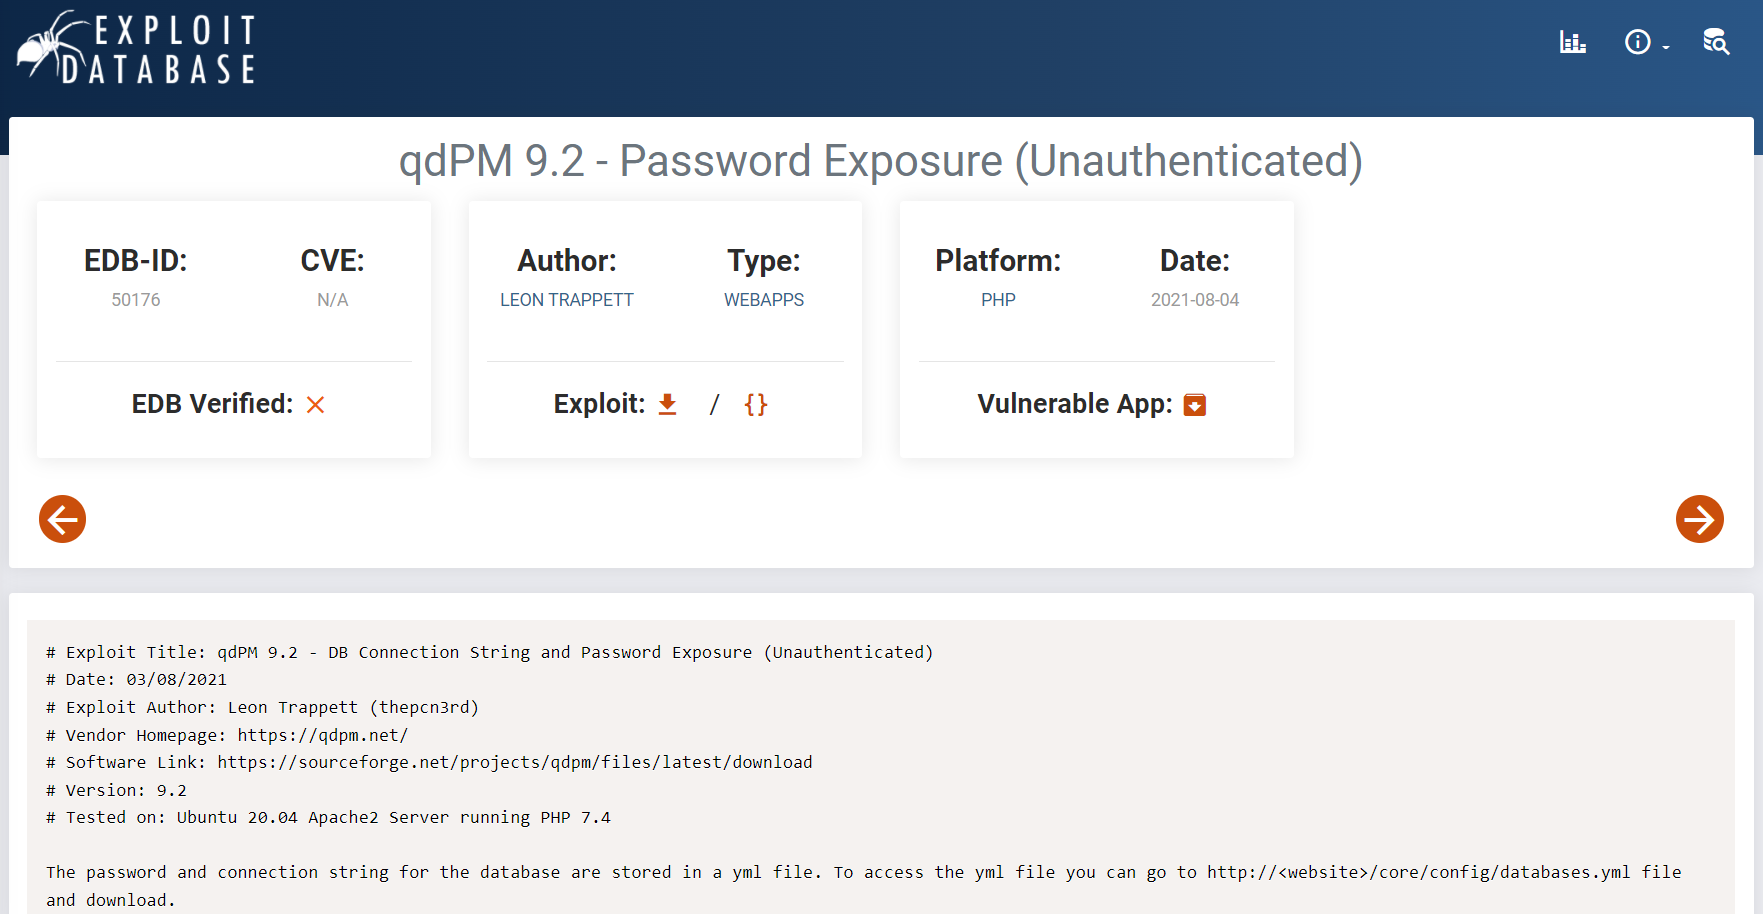 EXPLOIT
DATABASE
qdPM 9.2 - Password Exposure (Unauthenticated)
EDB-ID:
50176
CVE:
N/A
EDB Verified:
Author:
LEON TRAPPETT
Type:
WEBAPPS
Exploit: / {}
Platform:
PHP
Date:
2021-08-04
Vulnerable App:
# Exploit Title: qdPM 9.2 - DB Connection String and Password Exposure (Unauthenticated)
# Date: 03/08/2021
# Exploit Author: Leon Trappett (thepcn3rd)
# Vendor Homepage: https://qdpm.net/
# Software Link: https://sourceforge.net/projects/qdpm/files/latest/download
# Version: 9.2
# Tested on: Ubuntu 20.04 Apache2 Server running PHP 7.4
The password and connection string for the database are stored in a yml file. To access the yml file you can go to http://<website>/core/config/databases.yml file
and download.